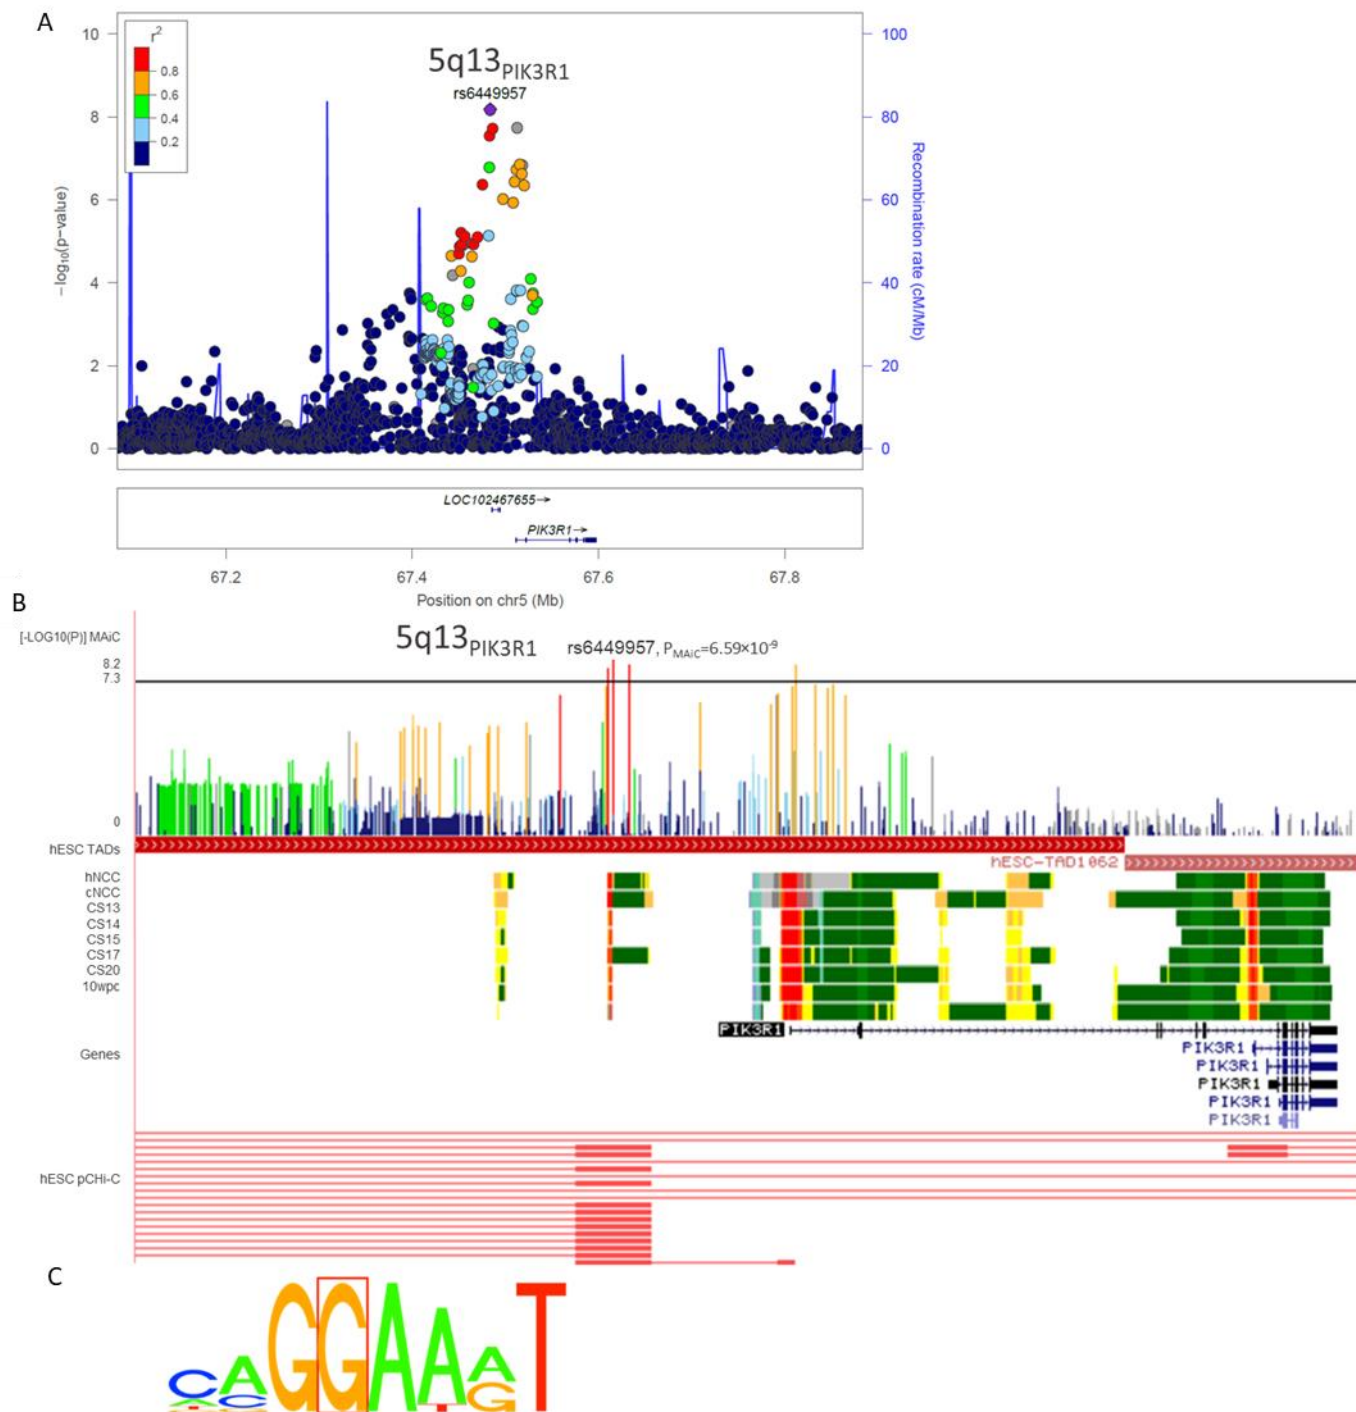 A
r²
0.8
0.6
0.4
0.2
5q13PIK3R1
rs6449957
10
8
6
4
2
0
−log10(p-value)
100
80
60
40
20
0
Recombination rate (cM/Mb)
LOC102467655→
PIK3R1→
67.2 67.4 67.6 67.8
Position on chr5 (Mb)
B
[-LOG10(P)] MAiC
5q13PIK3R1 rs6449957, PMAiC=6.59×10⁻⁹
8.2
7.3
0
hESC TADs
hESC-TAD1062
hNCC
cNCC
CS13
CS14
CS15
CS17
CS20
10wpc
PIK3R1
Genes
PIK3R1
PIK3R1
PIK3R1
PIK3R1
PIK3R1
hESC pCHi-C
C
CAGGAAAT